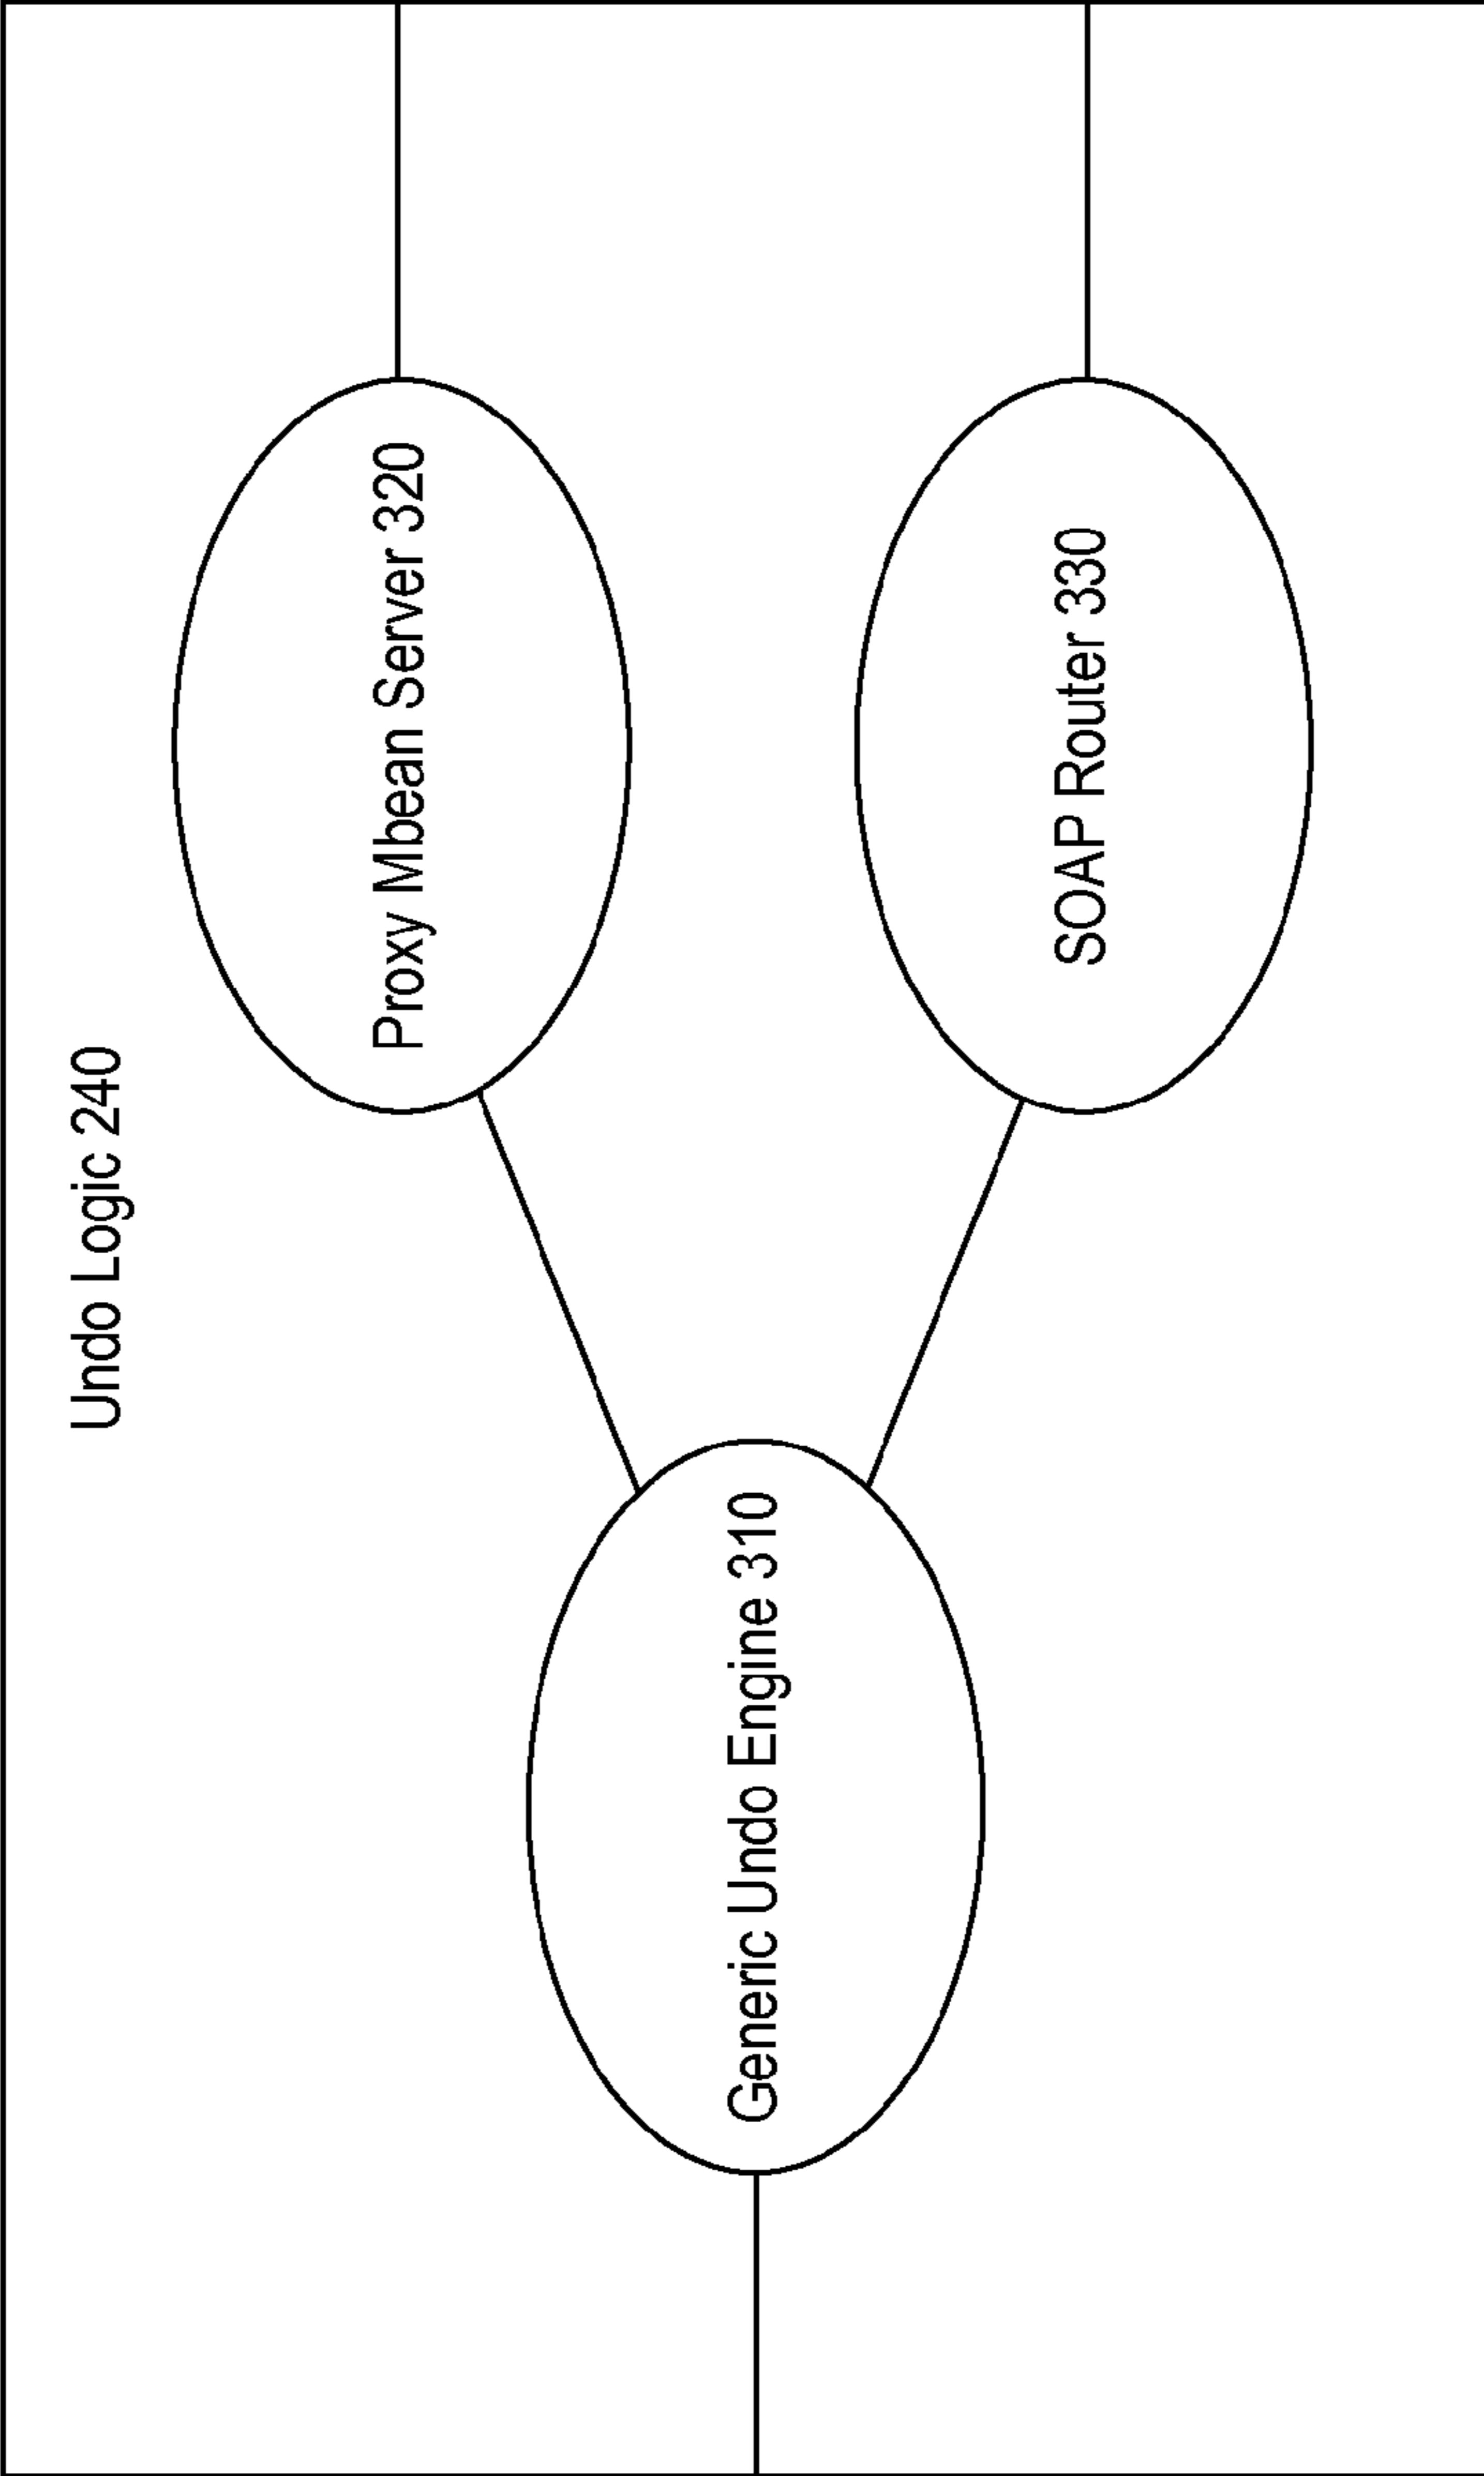 Undo Logic 240
Proxy Mbean Server 320
Generic Undo Engine 310
SOAP Router 330